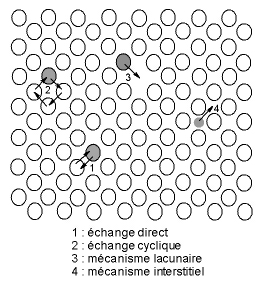 2
3
4
1
1 : échange direct
2 : échange cyclique
3 : mécanisme lacunaire
4 : mécanisme interstitiel